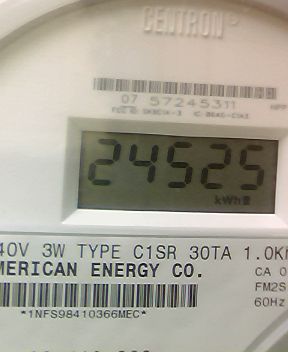 CENTRON
07 57245311
24525
kWh
40V 3W TYPE C1SR 30TA 1.0Kh
MERICAN ENERGY CO.
CA 0
FM2S
60Hz
*1NFS98410366MEC*